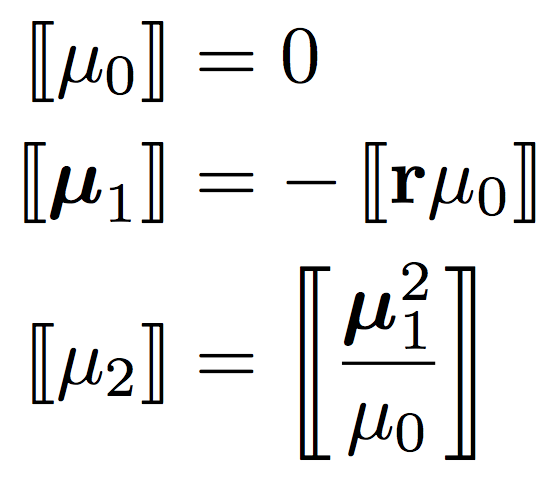 ⟦μ₀⟧ = 0
⟦𝛍₁⟧ = − ⟦𝐫μ₀⟧
⟦μ₂⟧ = ⟦𝛍₁²/μ₀⟧